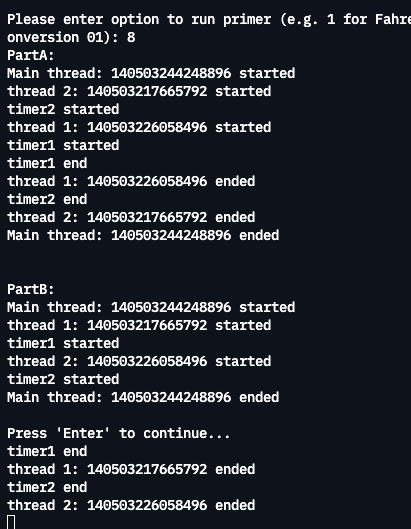 Please enter option to run primer (e.g. 1 for Fahre
onversion 01): 8
PartA:
Main thread: 140503244248896 started
thread 2: 140503217665792 started
timer2 started
thread 1: 140503226058496 started
timer1 started
timer1 end
thread 1: 140503226058496 ended
timer2 end
thread 2: 140503217665792 ended
Main thread: 140503244248896 ended
PartB:
Main thread: 140503244248896 started
thread 1: 140503217665792 started
timer1 started
thread 2: 140503226058496 started
timer2 started
Main thread: 140503244248896 ended
Press 'Enter' to continue...
timer1 end
thread 1: 140503217665792 ended
timer2 end
thread 2: 140503226058496 ended